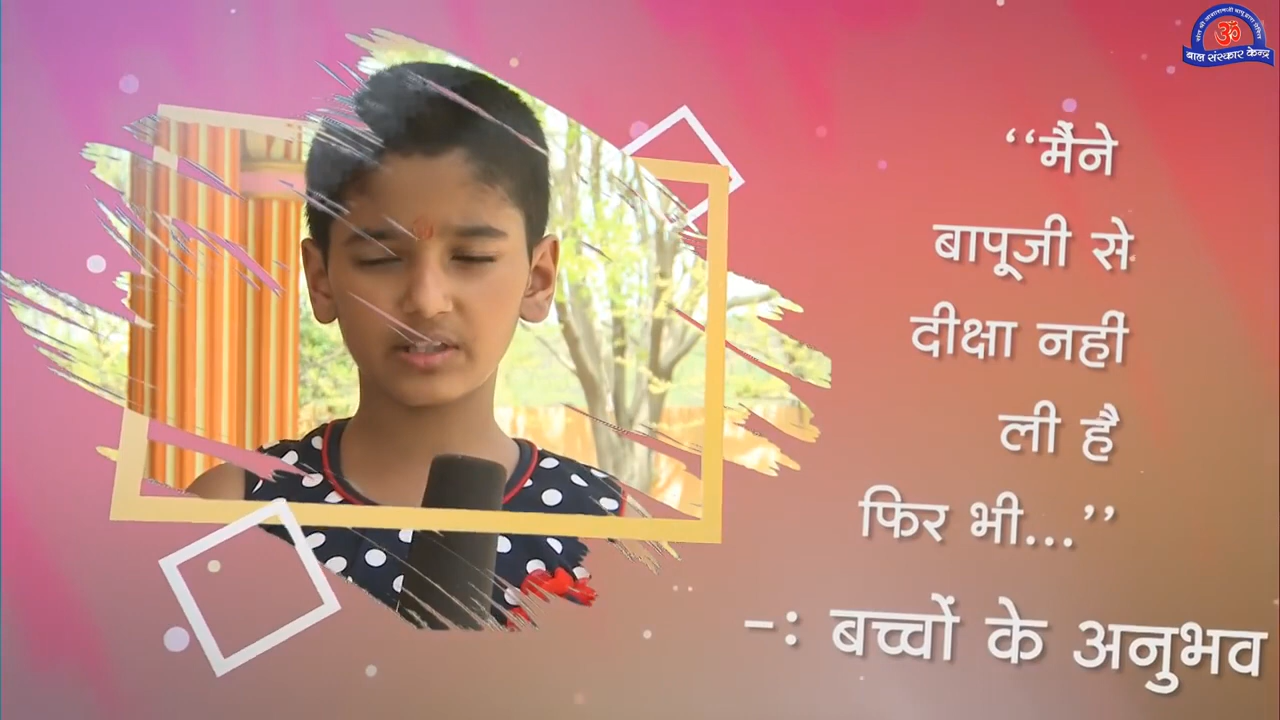 बाल संस्कार केन्द्र
“मैंने
बापूजी से
दीक्षा नहीं
ली है
फिर भी...”
-: बच्चों के अनुभव